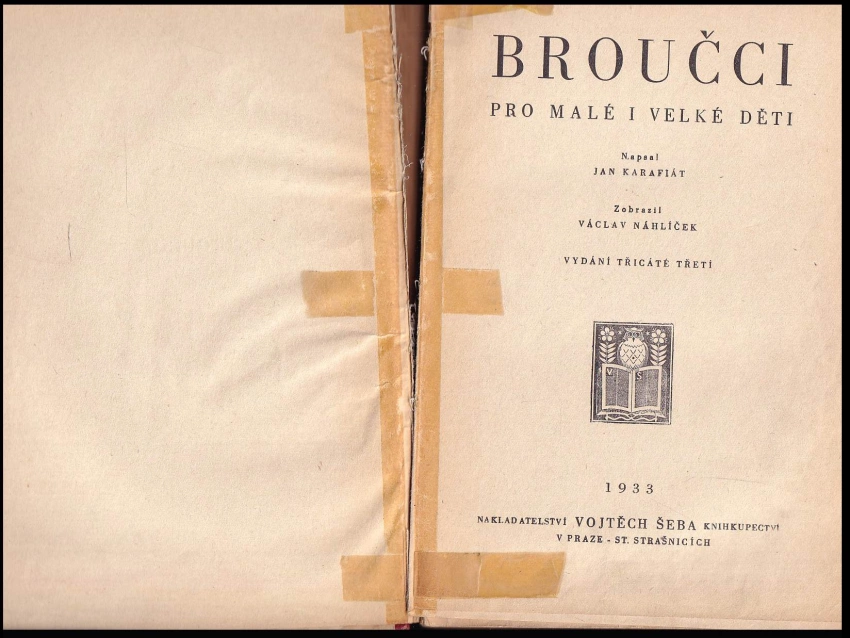 BROUČCI
PRO MALÉ I VELKÉ DĚTI
Napsal
JAN KARAFIÁT
Zobrazil
VÁCLAV NÁHLÍČEK
VYDÁNÍ TŘICÁTÉ TŘETÍ
V. Š.
1933
NAKLADATELSTVÍ VOJTĚCH ŠEBA KNIHKUPECTVÍ
V PRAZE - ST. STRAŠNICÍCH